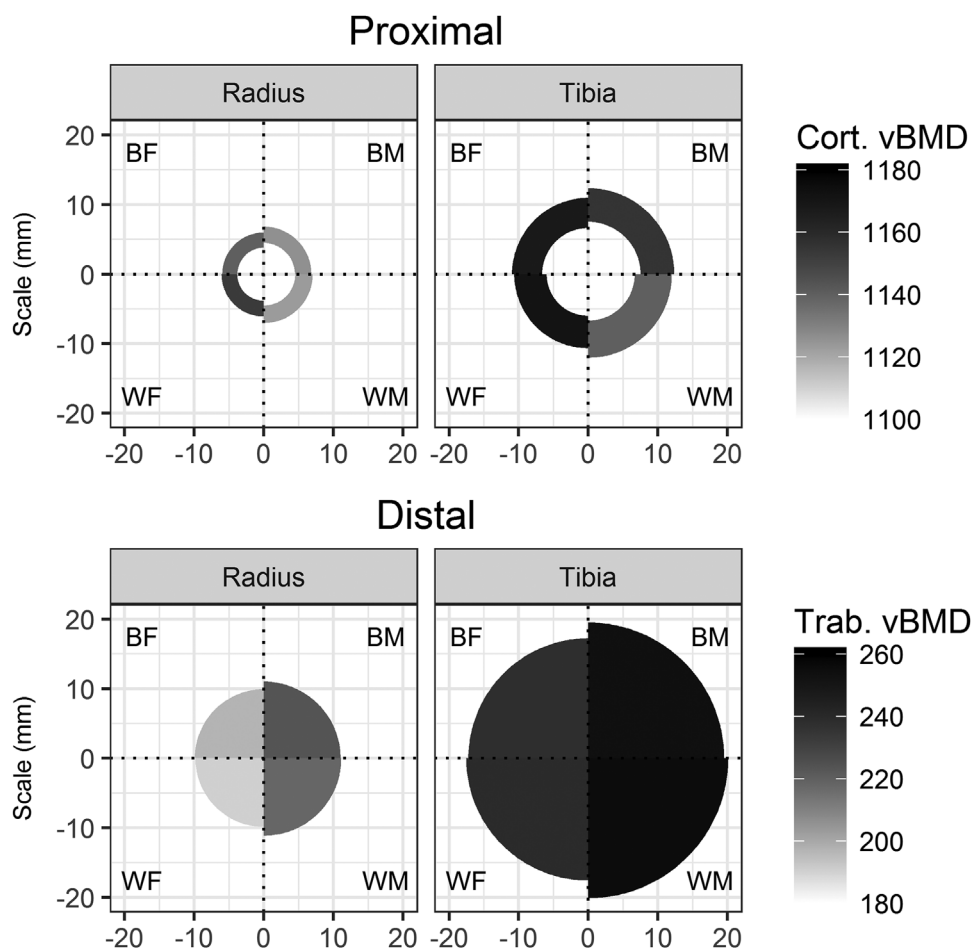 Proximal
Radius Tibia
Cort. vBMD
1180
1160
1140
1120
1100
Scale (mm)
20
10
0
-10
-20
BF BM
WF WM
BF BM
WF WM
-20 -10 0 10 20
-20 -10 0 10 20
Distal
Radius Tibia
Trab. vBMD
260
240
220
200
180
Scale (mm)
20
10
0
-10
-20
BF BM
WF WM
BF BM
WF WM
-20 -10 0 10 20
-20 -10 0 10 20